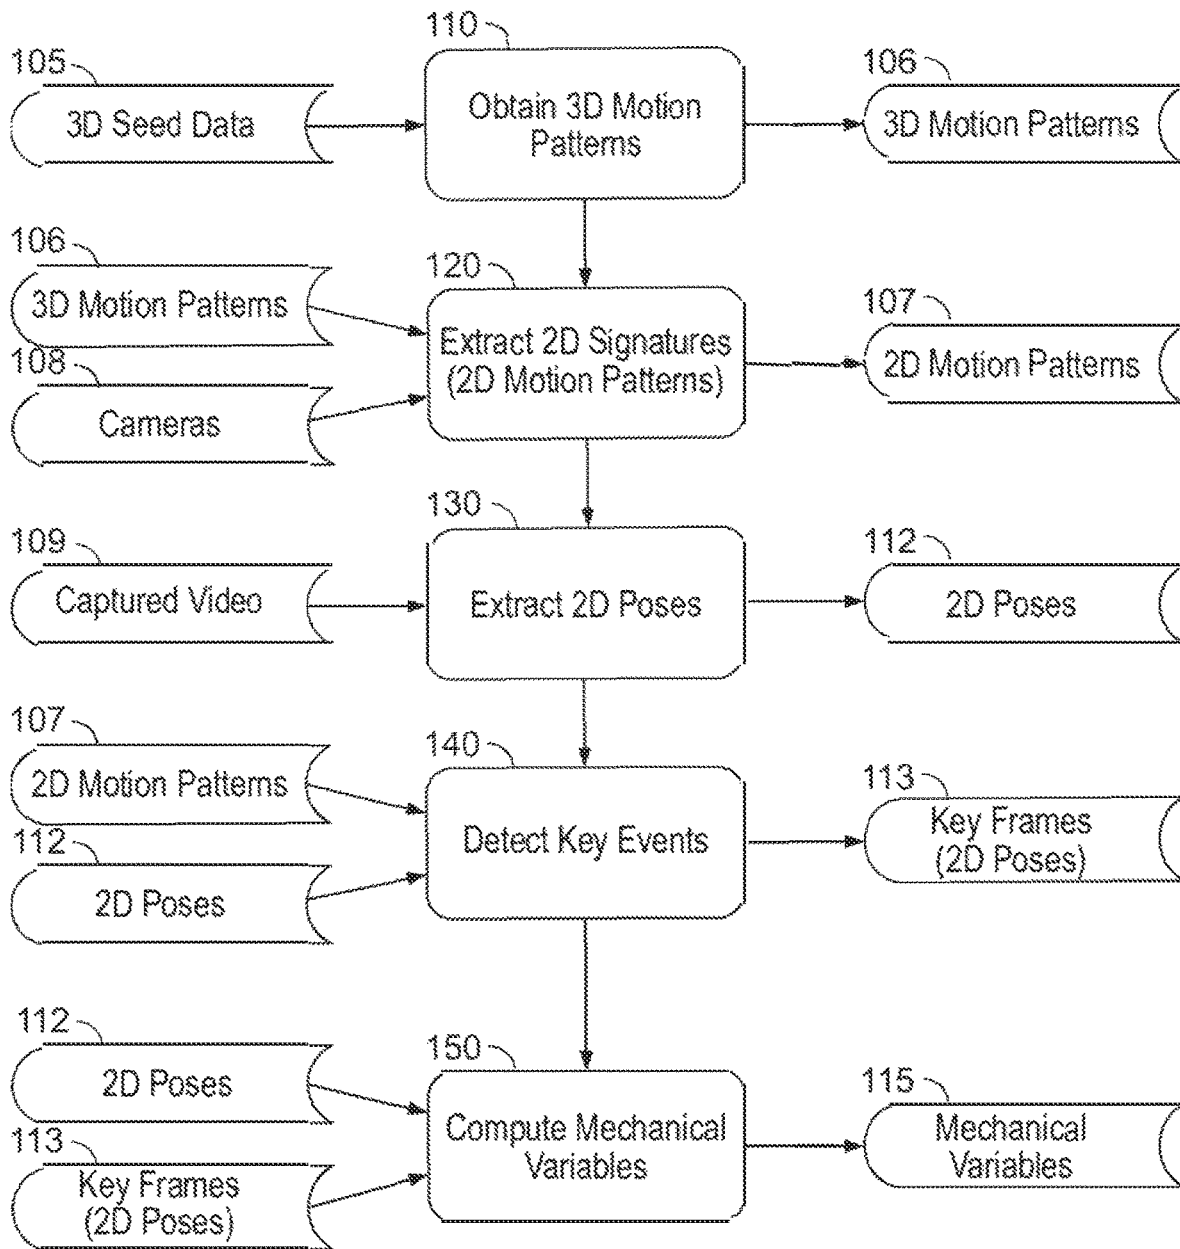 110
105
106
3D Seed Data
Obtain 3D Motion
Patterns
3D Motion Patterns
106
120
107
3D Motion Patterns
Extract 2D Signatures
(2D Motion Patterns)
2D Motion Patterns
108
Cameras
130
109
112
Captured Video
Extract 2D Poses
2D Poses
107
140
113
2D Motion Patterns
Detect Key Events
Key Frames
(2D Poses)
112
2D Poses
112
150
115
2D Poses
Compute Mechanical
Variables
Mechanical
Variables
113
Key Frames
(2D Poses)